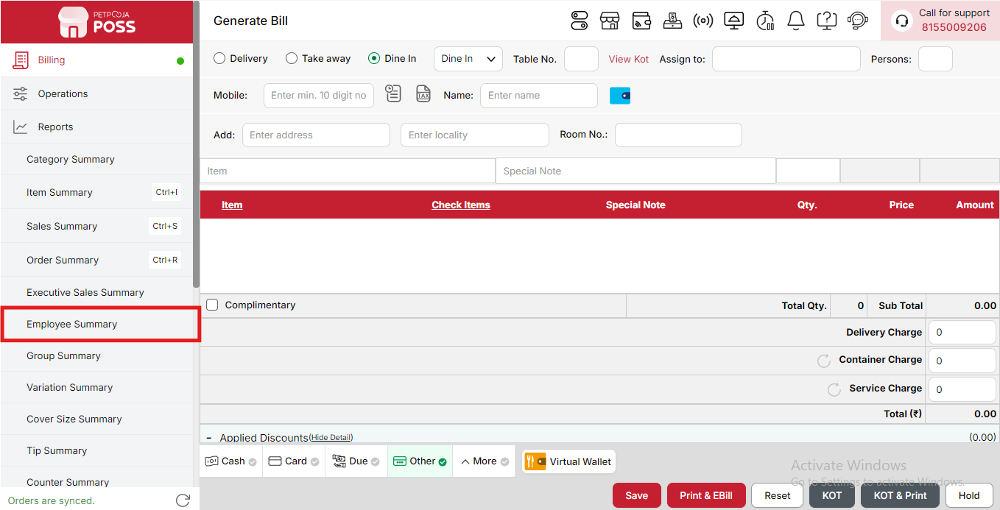 PETPOOJA
POSS
Generate Bill
Call for support
8155009206
Billing
Operations
Reports
Category Summary
Item Summary Ctrl+I
Sales Summary Ctrl+S
Order Summary Ctrl+R
Executive Sales Summary
Employee Summary
Group Summary
Variation Summary
Cover Size Summary
Tip Summary
Counter Summary
Orders are synced.
Delivery Take away Dine In Dine In Table No. View Kot Assign to: Persons:
Mobile: Enter min. 10 digit no TAX Name: Enter name
Add: Enter address Enter locality Room No.:
Item Special Note
Item Check Items Special Note Qty. Price Amount
Complimentary Total Qty. 0 Sub Total 0.00
Delivery Charge 0
Container Charge 0
Service Charge 0
Total (₹) 0.00
- Applied Discounts(Hide Detail) (0.00)
Cash Card Due Other More Virtual Wallet
Activate Windows
Go to Settings to activate Windows.
Save Print & EBill Reset KOT KOT & Print Hold